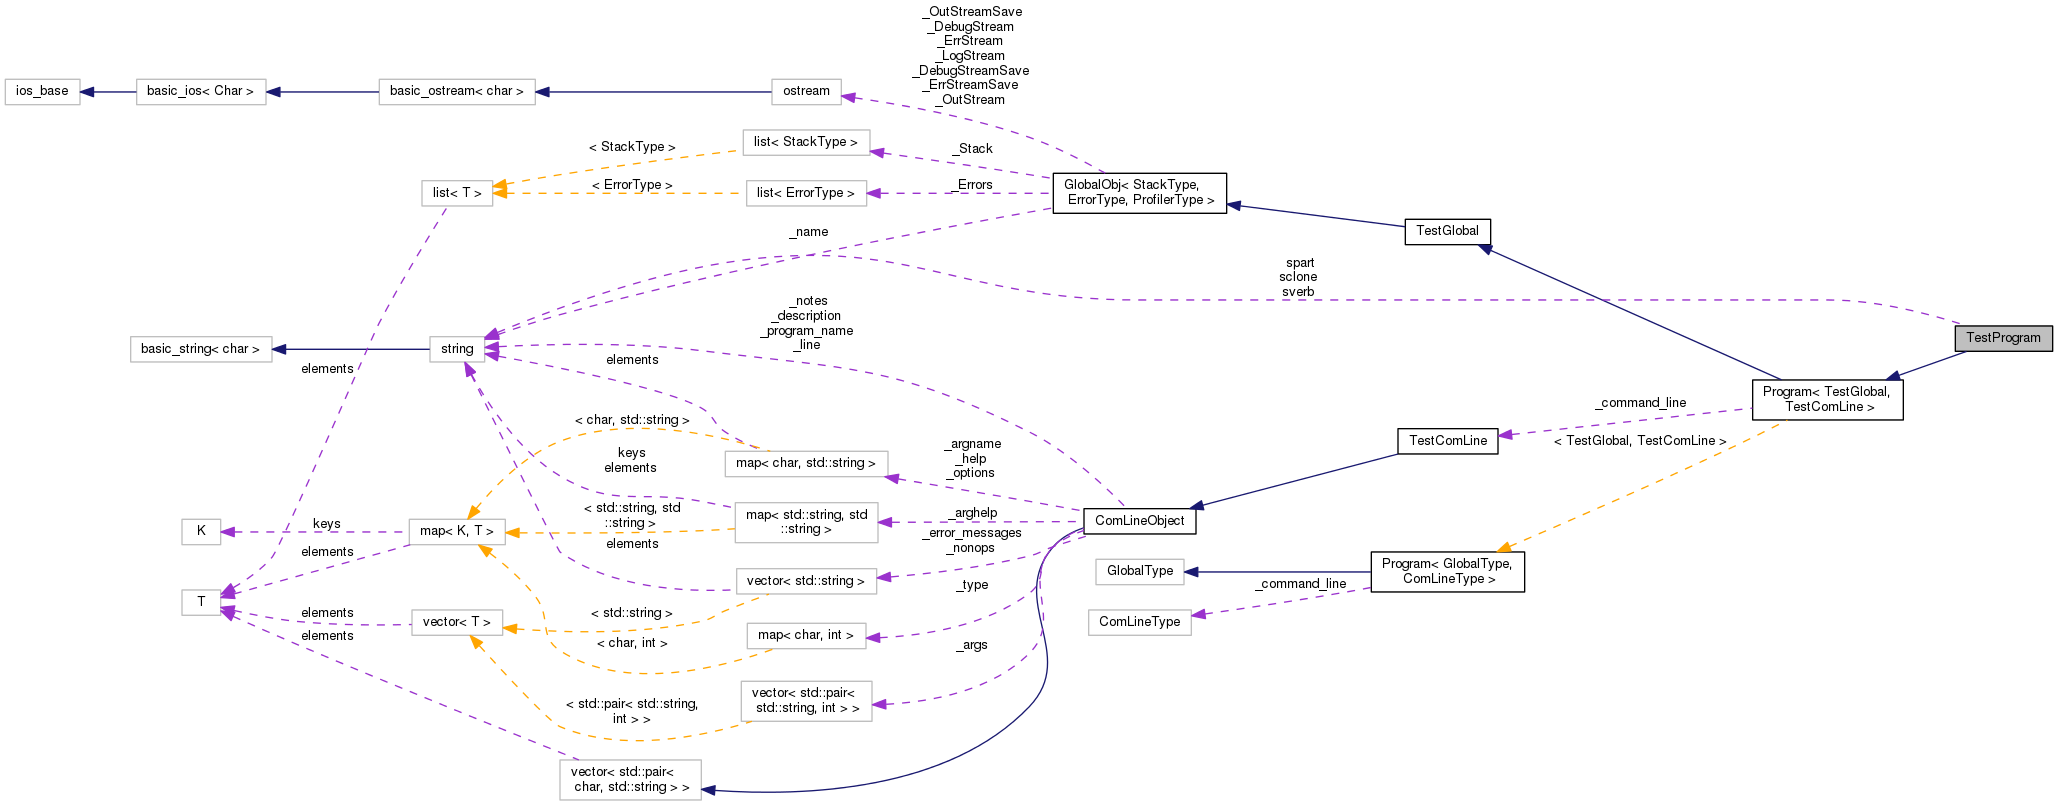 _OutStreamSave
_DebugStream
_ErrStream
_LogStream
_DebugStreamSave
_ErrStreamSave
_OutStream
ios_base
basic_ios< Char >
basic_ostream< char >
ostream
list< StackType >
< StackType >
_Stack
list< T >
< ErrorType >
list< ErrorType >
_Errors
GlobalObj< StackType,
ErrorType, ProfilerType >
_name
TestGlobal
spart
sclone
sverb
TestProgram
_notes
_description
_program_name
_line
basic_string< char >
string
elements
elements
Program< TestGlobal,
TestComLine >
_command_line
< TestGlobal, TestComLine >
TestComLine
< char, std::string >
map< char, std::string >
_argname
_help
_options
keys
elements
< std::string, std
::string >
map< std::string, std
::string >
_arghelp
ComLineObject
K
keys
map< K, T >
elements
elements
_error_messages
_nonops
vector< std::string >
_type
GlobalType
Program< GlobalType,
ComLineType >
_command_line
ComLineType
T
elements
vector< T >
< std::string >
elements
< char, int >
map< char, int >
_args
< std::pair< std::string,
int > >
vector< std::pair<
std::string, int > >
vector< std::pair<
char, std::string > >